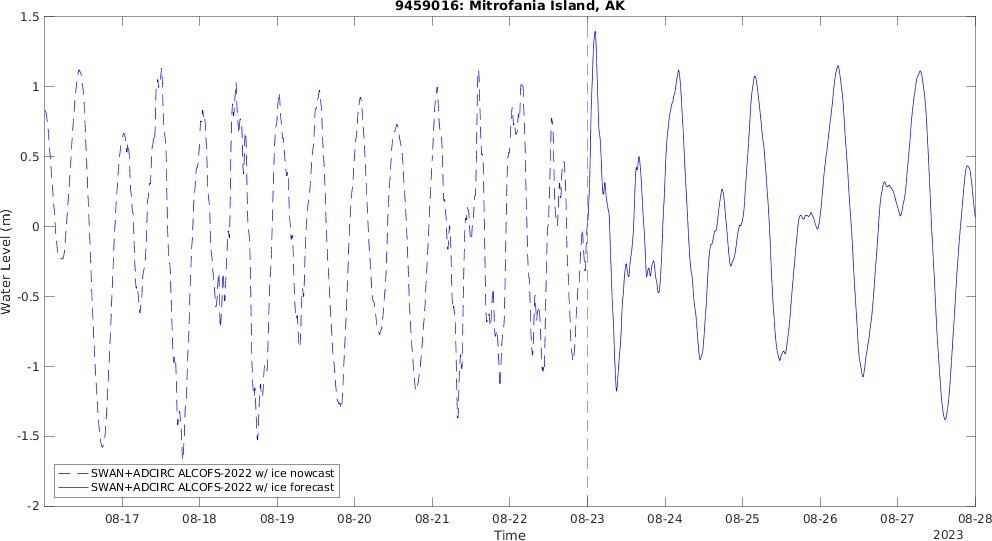 9459016: Mitrofania Island, AK
1.5
1
0.5
0
-0.5
-1
-1.5
-2
Water Level (m)
SWAN+ADCIRC ALCOFS-2022 w/ ice nowcast
SWAN+ADCIRC ALCOFS-2022 w/ ice forecast
08-17 08-18 08-19 08-20 08-21 08-22 08-23 08-24 08-25 08-26 08-27 08-28
Time
2023